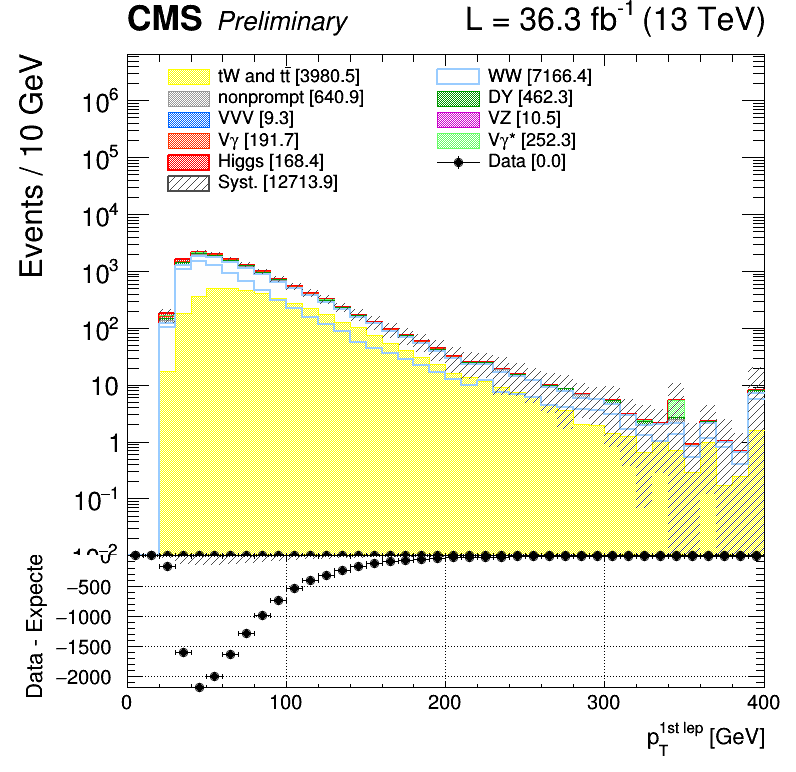 CMS Preliminary L = 36.3 fb-1 (13 TeV)
Events / 10 GeV
tW and tt̄ [3980.5]
nonprompt [640.9]
VVV [9.3]
Vγ [191.7]
Higgs [168.4]
Syst. [12713.9]
WW [7166.4]
DY [462.3]
VZ [10.5]
Vγ* [252.3]
Data [0.0]
10^6
10^5
10^4
10^3
10^2
10
1
10^−1
Data - Expecte
−500
−1000
−1500
−2000
0 100 200 300 400
p_T^1st lep [GeV]